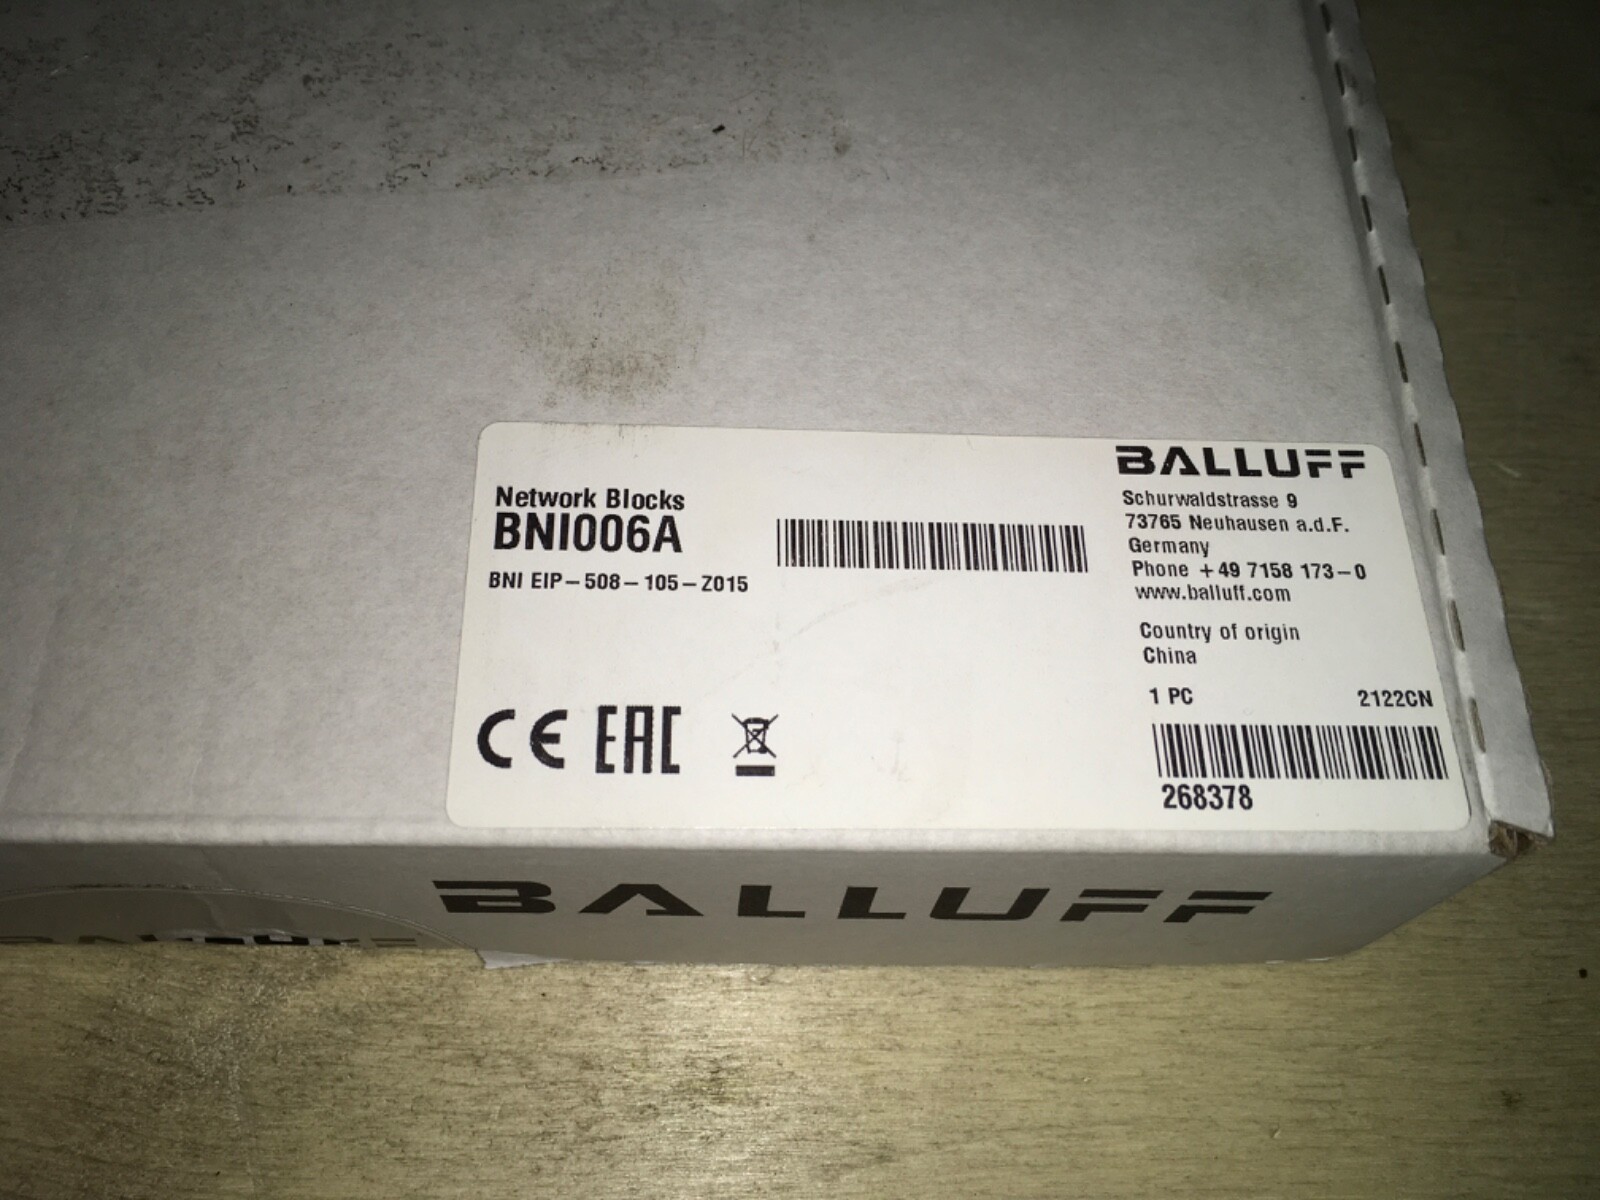 Network Blocks
BNI006A
BNI EIP-508-105-Z015
CE EAC
BALLUFF
Schurwaldstrasse 9
73765 Neuhausen a.d.F.
Germany
Phone +49 7158 173-0
www.balluff.com
Country of origin
China
1 PC 2122CN
268378
BALLUFF
BALLUFF